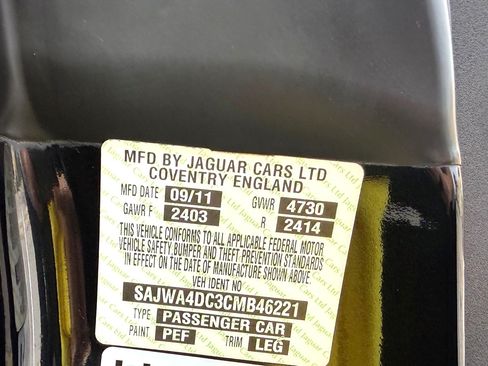 MFD BY JAGUAR CARS LTD
COVENTRY ENGLAND
MFD DATE 09/11 GVWR 4730
GAWR F 2403 R 2414
THIS VEHICLE CONFORMS TO ALL APPLICABLE FEDERAL MOTOR
VEHICLE SAFETY, BUMPER AND THEFT PREVENTION STANDARDS
IN EFFECT ON THE DATE OF MANUFACTURE SHOWN ABOVE.
VEH IDENT NO
SAJWA4DC3CMB46221
TYPE PASSENGER CAR
PAINT PEF TRIM LEG